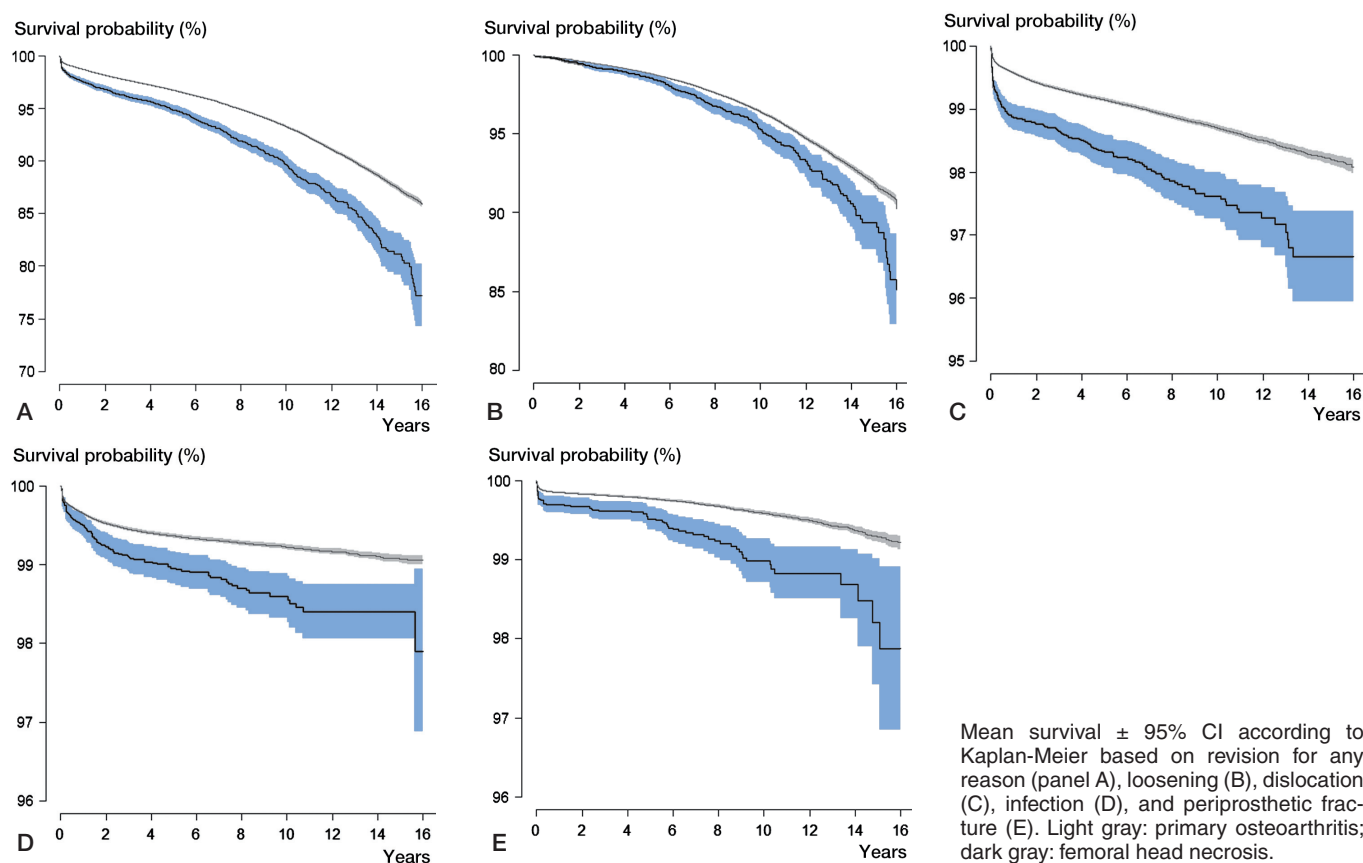 Survival probability (%)
100
95
90
85
80
75
70
0 2 4 6 8 10 12 14 16
A
Years
Survival probability (%)
100
95
90
85
80
0 2 4 6 8 10 12 14 16
B
Years
Survival probability (%)
100
99
98
97
96
95
0 2 4 6 8 10 12 14 16
C
Years
Survival probability (%)
100
99
98
97
96
0 2 4 6 8 10 12 14 16
D
Years
Survival probability (%)
100
99
98
97
96
0 2 4 6 8 10 12 14 16
E
Years
Mean survival ± 95% CI according to
Kaplan-Meier based on revision for any
reason (panel A), loosening (B), dislocation
(C), infection (D), and periprosthetic frac-
ture (E). Light gray: primary osteoarthritis;
dark gray: femoral head necrosis.